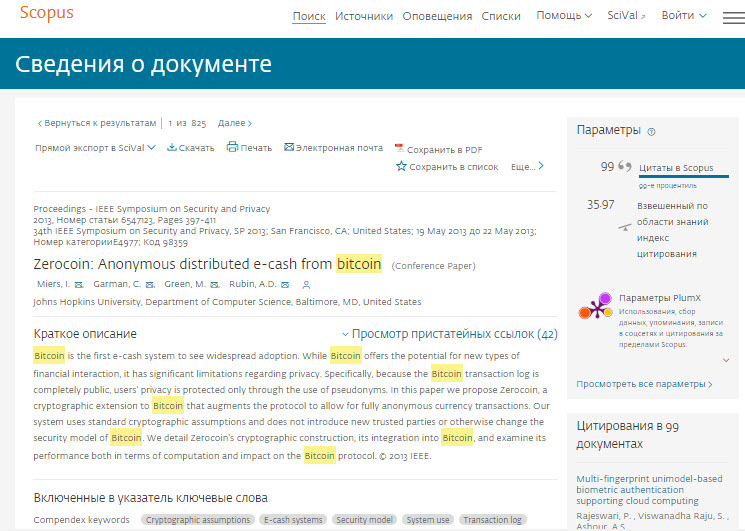 Scopus
Поиск Источники Оповещения Списки Помощь SciVal Войти
Сведения о документе
Вернуться к результатам 1 из 825 Далее
Прямой экспорт в SciVal Скачать Печать Электронная почта Сохранить в PDF
Сохранить в список Еще...
Proceedings - IEEE Symposium on Security and Privacy
2013, Номер статьи 6547123, Pages 397-411
34th IEEE Symposium on Security and Privacy, SP 2013; San Francisco, CA; United States; 19 May 2013 до 22 May 2013;
Номер категорииE4977; Код 98359
Zerocoin: Anonymous distributed e-cash from bitcoin (Conference Paper)
Miers, I. Garman, C. Green, M. Rubin, A.D.
Johns Hopkins University, Department of Computer Science, Baltimore, MD, United States
Краткое описание Просмотр пристатейных ссылок (42)
Bitcoin is the first e-cash system to see widespread adoption. While Bitcoin offers the potential for new types of
financial interaction, it has significant limitations regarding privacy. Specifically, because the Bitcoin transaction log is
completely public, users' privacy is protected only through the use of pseudonyms. In this paper we propose Zerocoin, a
cryptographic extension to Bitcoin that augments the protocol to allow for fully anonymous currency transactions. Our
system uses standard cryptographic assumptions and does not introduce new trusted parties or otherwise change the
security model of Bitcoin. We detail Zerocoin's cryptographic construction, its integration into Bitcoin, and examine its
performance both in terms of computation and impact on the Bitcoin protocol. © 2013 IEEE.
Включенные в указатель ключевые слова
Compendex keywords Cryptographic assumptions E-cash systems Security model System use Transaction log
Параметры
99 Цитаты в Scopus
99-е процентиль
35.97 Взвешенный по
области знаний
индекс
цитирования
Параметры PlumX
Использования, сбор
данных, упоминания, записи
в соцсетях и цитирования за
пределами Scopus.
Просмотреть все параметры
Цитирования в 99
документах
Multi-fingerprint unimodel-based
biometric authentication
supporting cloud computing
Rajeswari, P. , Viswanadha Raju, S. ,
Ashour, A.S.